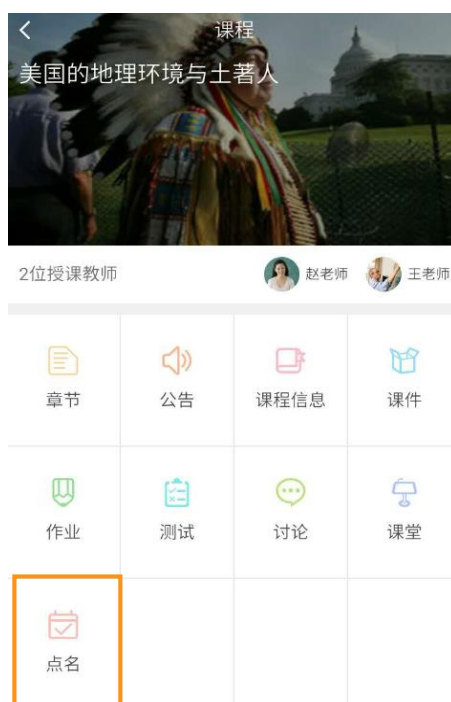 课程
美国的地理环境与土著人
2位授课教师 赵老师 王老师
章节 公告 课程信息 课件
作业 测试 讨论 课堂
点名